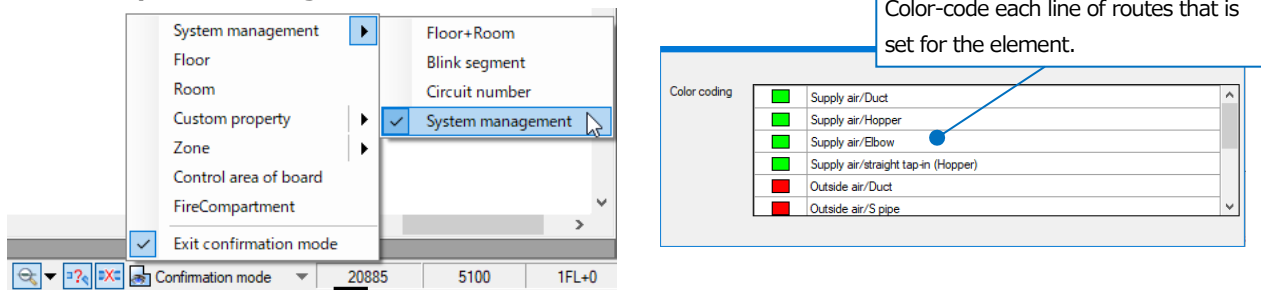 System management
Floor
Room
Custom property
Zone
Control area of board
FireCompartment
Exit confirmation mode
Floor+Room
Blink segment
Circuit number
System management
Confirmation mode
20885
5100
1FL+0
Color-code each line of routes that is
set for the element.
Color coding
Supply air/Duct
Supply air/Hopper
Supply air/Elbow
Supply air/straight tap-in (Hopper)
Outside air/Duct
Outside air/S pipe